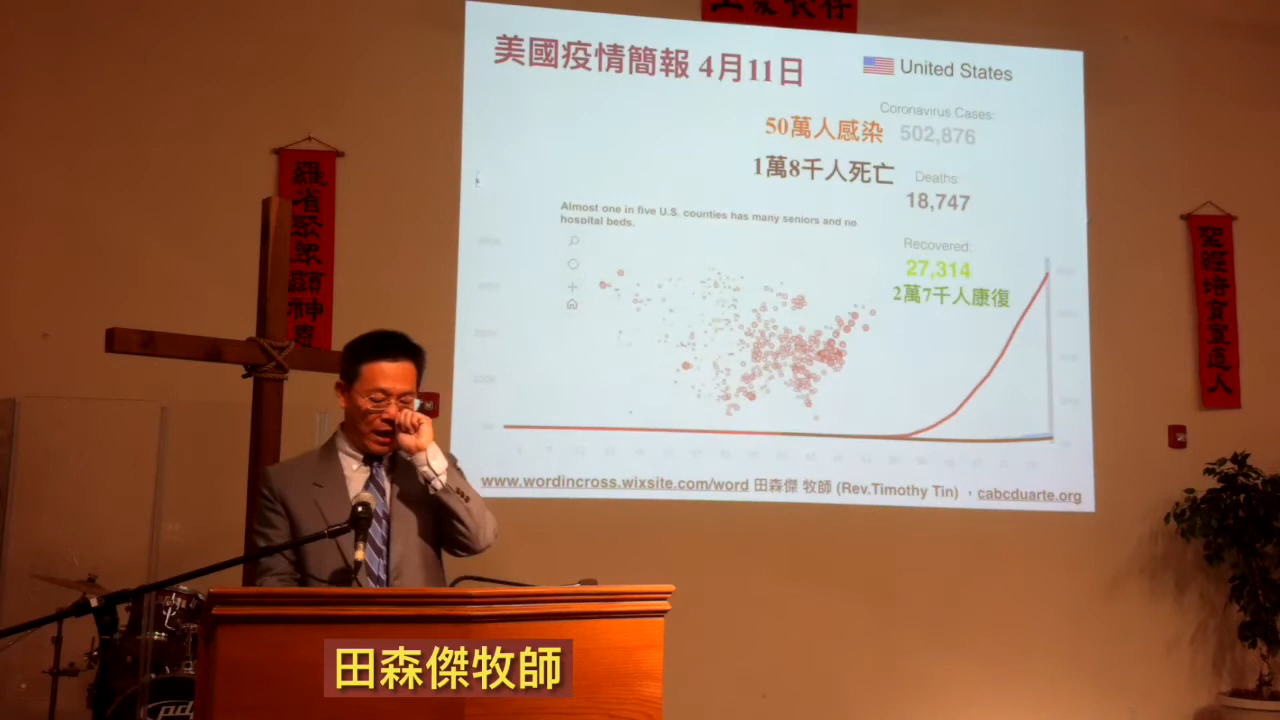 美國疫情簡報 4月11日
United States
Coronavirus Cases:
50萬人感染 502,876
1萬8千人死亡
Deaths:
18,747
Almost one in five U.S. counties has many seniors and no
hospital beds.
Recovered:
27,314
2萬7千人康復
www.wordincross.wixsite.com/word 田森傑 牧師 (Rev.Timothy Tin) ，cabcduarte.org
聖經培育宣道人
田森傑牧師